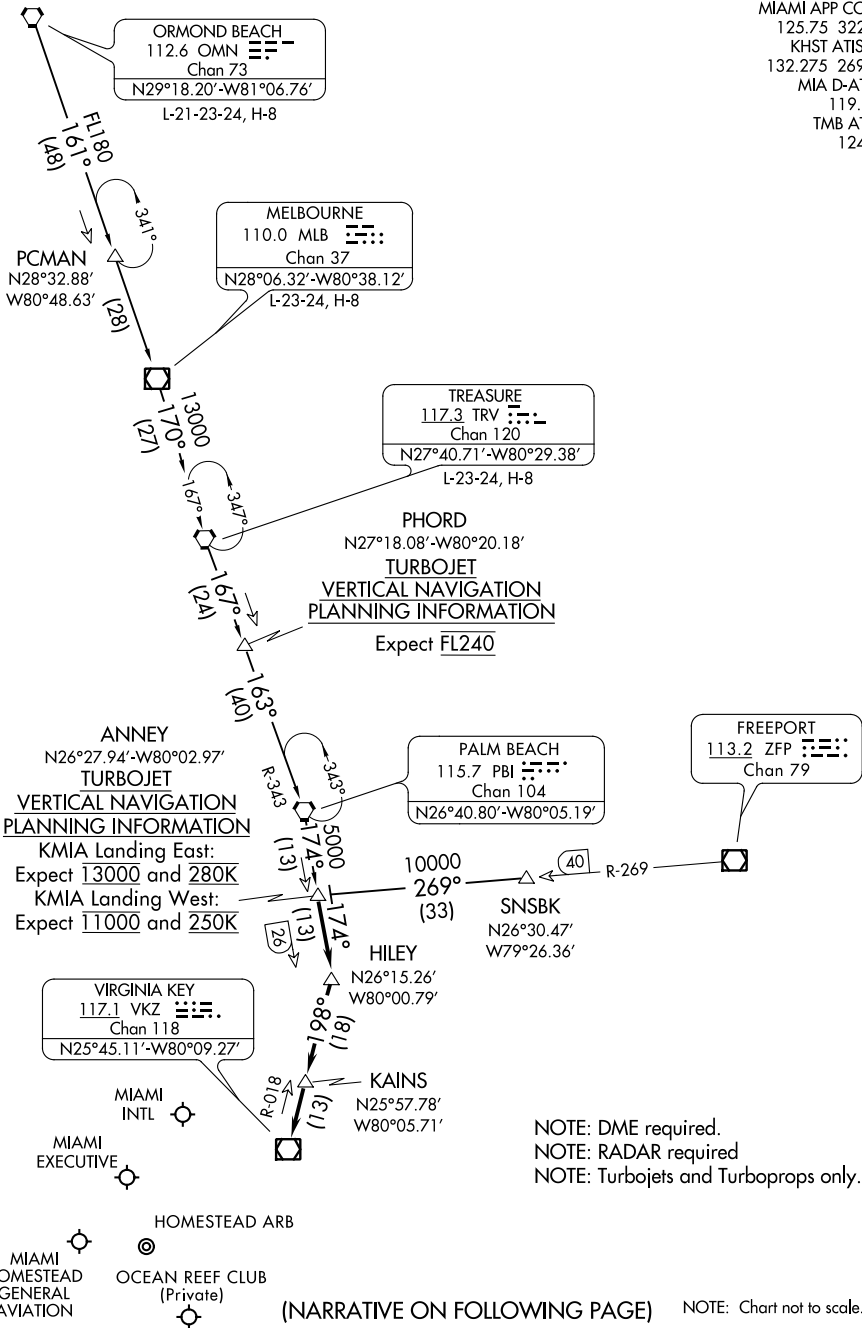 MIAMI APP CO
125.75 322
KHST ATIS
132.275 269
MIA D-AT
119.
TMB AT
124
ORMOND BEACH
112.6 OMN
Chan 73
N29°18.20′-W81°06.76′
L-21-23-24, H-8
FL180
161°
(48)
341°
PCMAN
N28°32.88′
W80°48.63′
(28)
MELBOURNE
110.0 MLB
Chan 37
N28°06.32′-W80°38.12′
L-23-24, H-8
13000
170°
(27)
167°
347°
TREASURE
117.3 TRV
Chan 120
N27°40.71′-W80°29.38′
L-23-24, H-8
167°
(24)
PHORD
N27°18.08′-W80°20.18′
TURBOJET
VERTICAL NAVIGATION
PLANNING INFORMATION
Expect FL240
163°
(40)
R-343
343°
PALM BEACH
115.7 PBI
Chan 104
N26°40.80′-W80°05.19′
FREEPORT
113.2 ZFP
Chan 79
ANNEY
N26°27.94′-W80°02.97′
TURBOJET
VERTICAL NAVIGATION
PLANNING INFORMATION
KMIA Landing East:
Expect 13000 and 280K
KMIA Landing West:
Expect 11000 and 250K
5000
174°
(13)
10000
269°
(33)
40
R-269
SNSBK
N26°30.47′
W79°26.36′
174°
(13)
26
HILEY
N26°15.26′
W80°00.79′
198°
(18)
VIRGINIA KEY
117.1 VKZ
Chan 118
N25°45.11′-W80°09.27′
KAINS
N25°57.78′
W80°05.71′
R-018
(13)
MIAMI
INTL
MIAMI
EXECUTIVE
NOTE: DME required.
NOTE: RADAR required
NOTE: Turbojets and Turboprops only.
HOMESTEAD ARB
MIAMI
OMESTEAD
GENERAL
AVIATION
OCEAN REEF CLUB
(Private)
(NARRATIVE ON FOLLOWING PAGE)
NOTE: Chart not to scale.